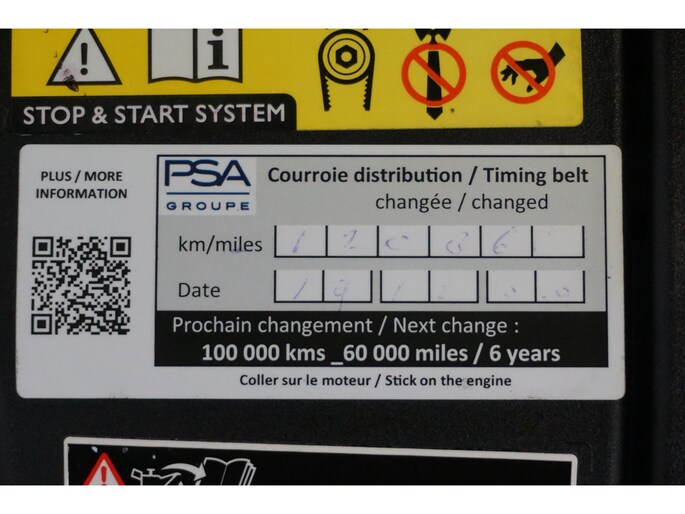 STOP & START SYSTEM
PLUS / MORE
INFORMATION
PSA
GROUPE
Courroie distribution / Timing belt
changée / changed
km/miles
Date
Prochain changement / Next change :
100 000 kms _60 000 miles / 6 years
Coller sur le moteur / Stick on the engine